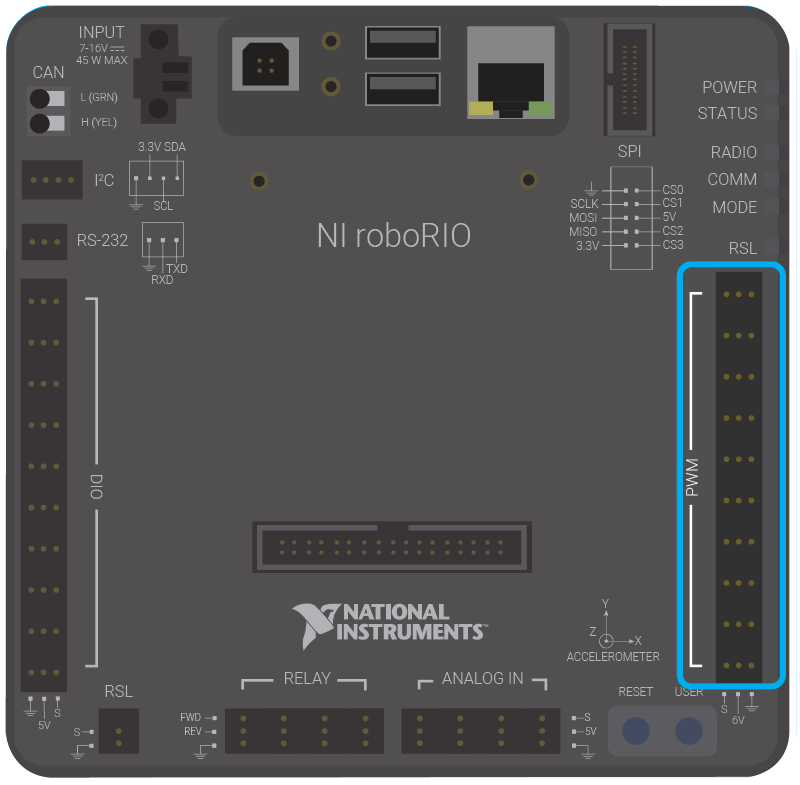 INPUT
7-16V
45 W MAX
CAN
L (GRN)
H (YEL)
3.3V SDA
I²C
SCL
RS-232
TXD
RXD
NI roboRIO
SPI
CS0
SCLK
CS1
MOSI
5V
MISO
CS2
3.3V
CS3
POWER
STATUS
RADIO
COMM
MODE
RSL
DIO
PWM
NATIONAL
INSTRUMENTS™
Y
Z
X
ACCELEROMETER
S
5V
RSL
S
RELAY
FWD
REV
ANALOG IN
S
5V
RESET
USER
S
6V